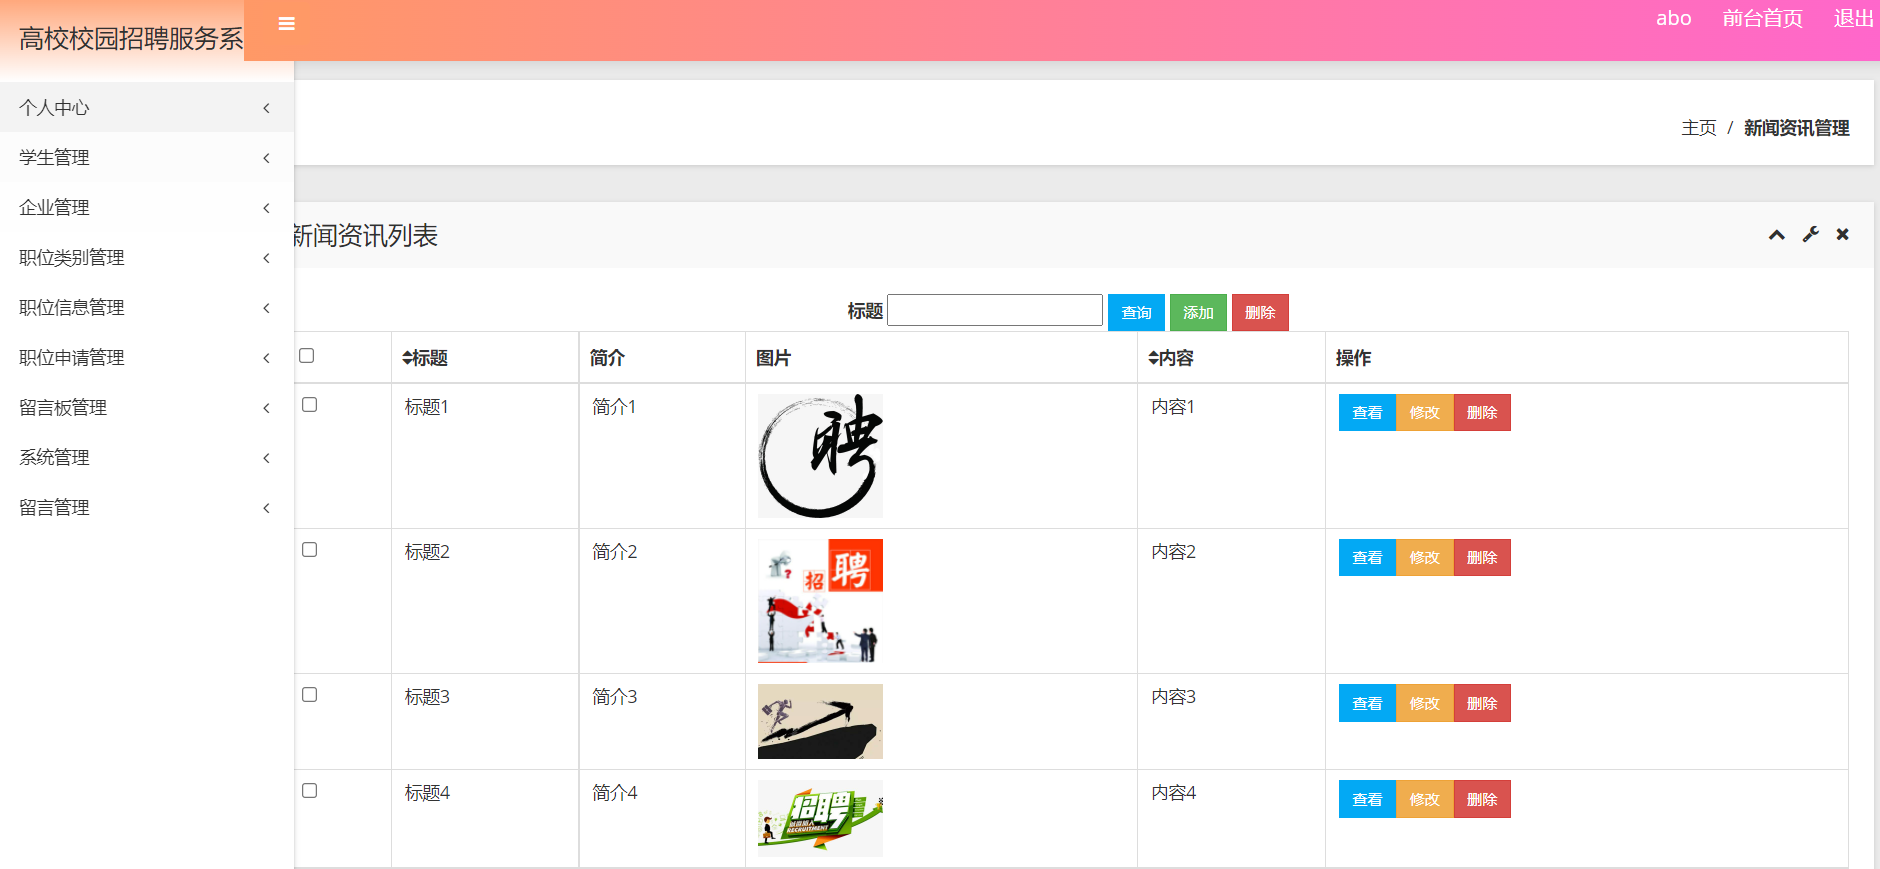 高校校园招聘服务系
abo 前台首页 退出
个人中心
学生管理
企业管理
职位类别管理
职位信息管理
职位申请管理
留言板管理
系统管理
留言管理
主页 / 新闻资讯管理
新闻资讯列表
标题 查询 添加 删除
标题 简介 图片 内容 操作
标题1 简介1 聘 内容1 查看 修改 删除
标题2 简介2 ? 招聘 内容2 查看 修改 删除
标题3 简介3 内容3 查看 修改 删除
标题4 简介4 招聘 RECRUITMENT 内容4 查看 修改 删除